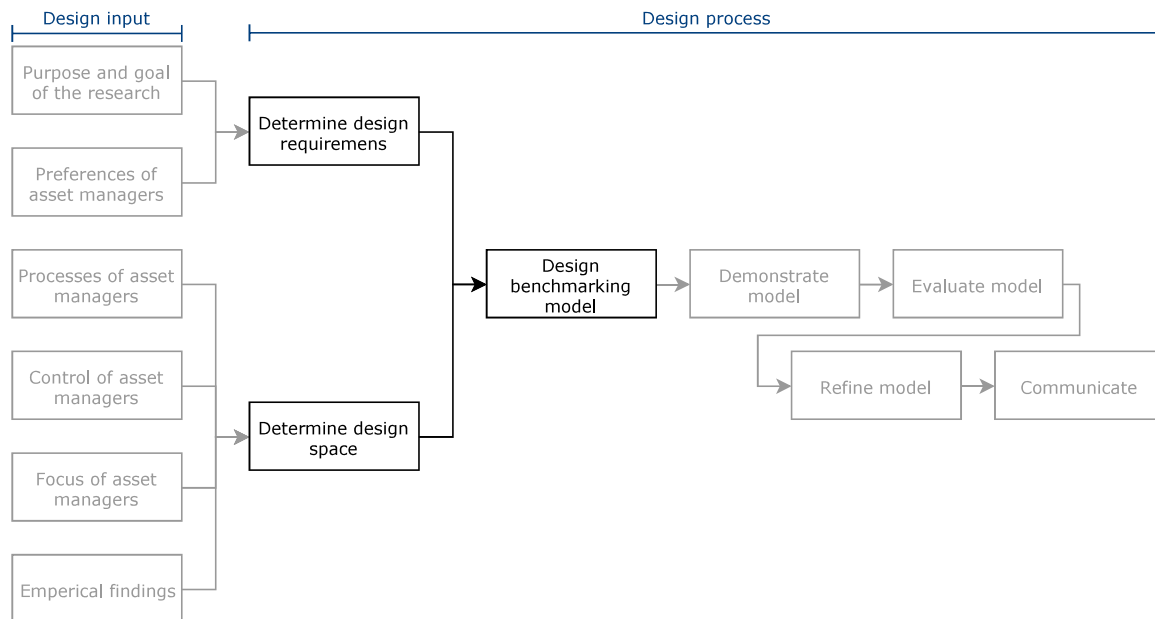 Design input
Design process
Purpose and goal
of the research
Preferences of
asset managers
Processes of asset
managers
Control of asset
managers
Focus of asset
managers
Emperical findings
Determine design
requiremens
Determine design
space
Design
benchmarking
model
Demonstrate
model
Evaluate model
Refine model
Communicate